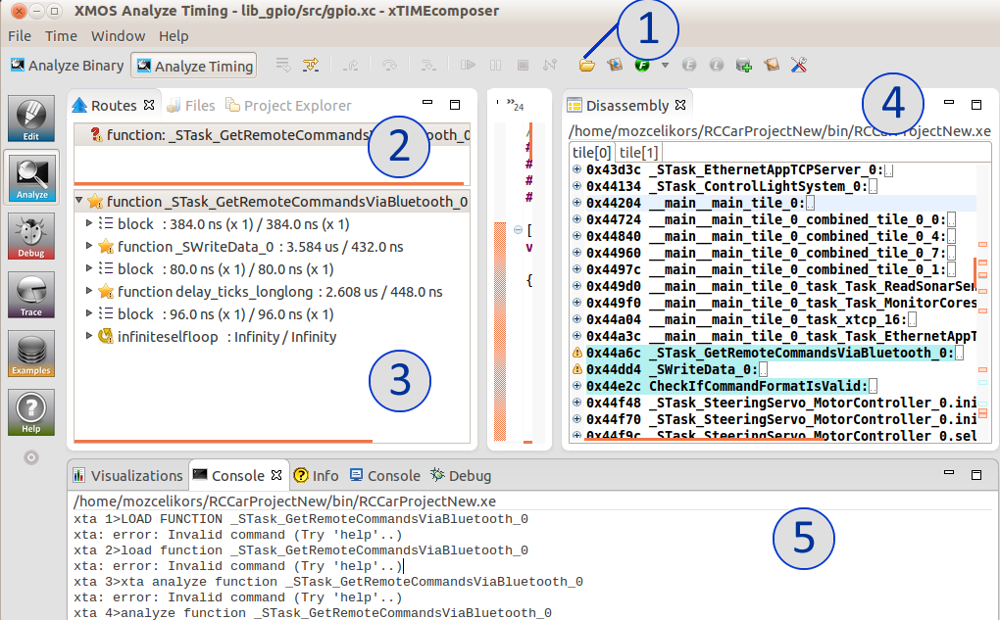 XMOS Analyze Timing - lib_gpio/src/gpio.xc - xTIMEcomposer
File Time Window Help
1
Analyze Binary Analyze Timing
Edit
Analyze
Debug
Trace
Examples
Help
Routes Files Project Explorer
function: _STask_GetRemoteCommands ooth_0
2
function _STask_GetRemoteCommandsViaBluetooth_0
block : 384.0 ns (x 1) / 384.0 ns (x 1)
function _SWriteData_0 : 3.584 us / 432.0 ns
block : 80.0 ns (x 1) / 80.0 ns (x 1)
function delay_ticks_longlong : 2.608 us / 448.0 ns
block : 96.0 ns (x 1) / 96.0 ns (x 1)
infiniteselfloop : Infinity / Infinity
3
24
/
#
#
#
#
[
v
{
Disassembly
4
/home/mozcelikors/RCCarProjectNew/bin/RCCarProjectNew.xe
tile[0] tile[1]
0x43d3c _STask_EthernetAppTCPServer_0:
0x44134 _STask_ControlLightSystem_0:
0x44204 __main__main_tile_0:
0x44724 __main__main_tile_0_combined_tile_0_0:
0x44840 __main__main_tile_0_combined_tile_0_4:
0x44960 __main__main_tile_0_combined_tile_0_7:
0x4497c __main__main_tile_0_combined_tile_0_1:
0x449d0 __main__main_tile_0_task_Task_ReadSonarSen
0x449f0 __main__main_tile_0_task_Task_MonitorCores
0x44a04 __main__main_tile_0_task_xtcp_16:
0x44a3c __main__main_tile_0_task_Task_EthernetAppT
0x44a6c _STask_GetRemoteCommandsViaBluetooth_0:
0x44dd4 _SWriteData_0:
0x44e2c CheckIfCommandFormatIsValid:
0x44f48 _STask_SteeringServo_MotorController_0.ini
0x44f70 _STask_SteeringServo_MotorController_0.ini
0x44f9c _STask_SteeringServo_MotorController_0.sel
Visualizations Console Info Console Debug
/home/mozcelikors/RCCarProjectNew/bin/RCCarProjectNew.xe
xta 1>LOAD FUNCTION _STask_GetRemoteCommandsViaBluetooth_0
xta: error: Invalid command (Try 'help'..)
xta 2>load function _STask_GetRemoteCommandsViaBluetooth_0
xta: error: Invalid command (Try 'help'..)
xta 3>xta analyze function _STask_GetRemoteCommandsViaBluetooth_0
xta: error: Invalid command (Try 'help'..)
xta 4>analyze function _STask_GetRemoteCommandsViaBluetooth_0
5